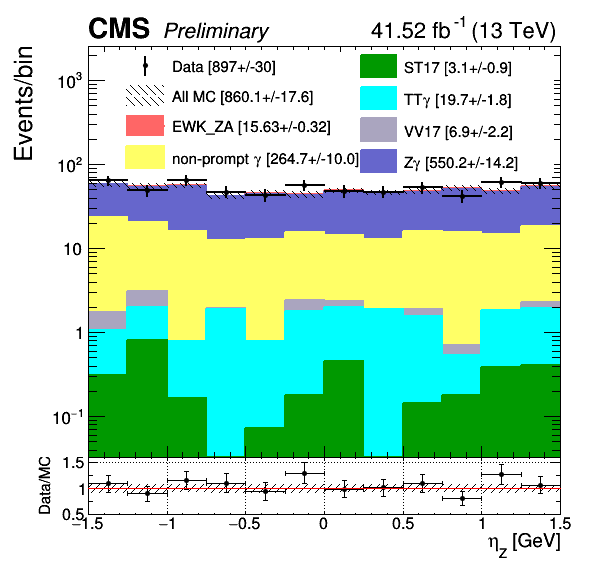 CMS Preliminary 41.52 fb⁻¹ (13 TeV)
Events/bin
Data [897+/-30]
All MC [860.1+/-17.6]
EWK_ZA [15.63+/-0.32]
non-prompt γ [264.7+/-10.0]
ST17 [3.1+/-0.9]
TTγ [19.7+/-1.8]
VV17 [6.9+/-2.2]
Zγ [550.2+/-14.2]
10³
10²
10
1
10⁻¹
Data/MC
1.5
1
0.5
−1.5 −1 −0.5 0 0.5 1 1.5
η_Z [GeV]